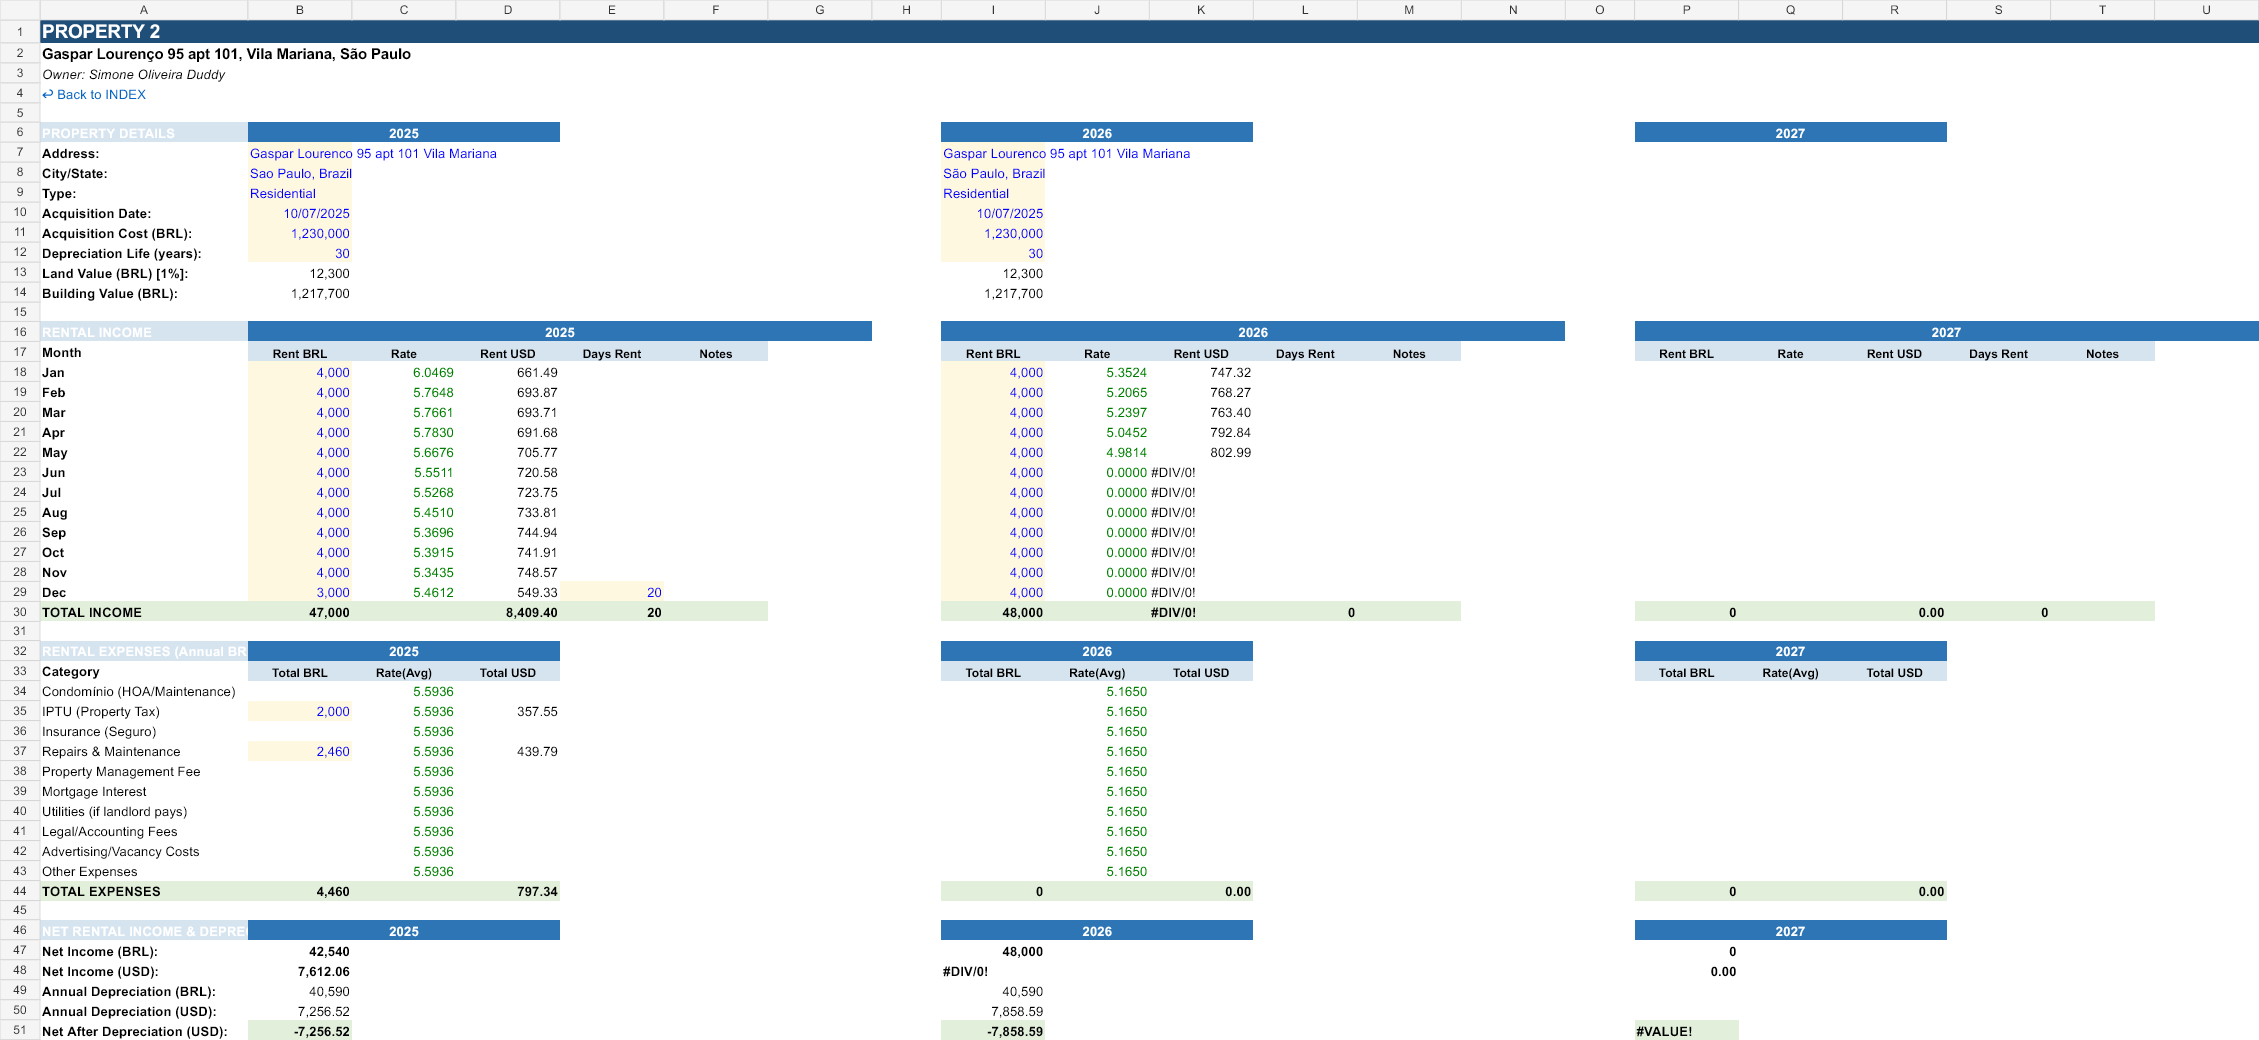 A B C D E F G H I J K L M N O P Q R S T U
1 PROPERTY 2
2 Gaspar Lourenço 95 apt 101, Vila Mariana, São Paulo
3 Owner: Simone Oliveira Duddy
4 ↩ Back to INDEX
5
6 PROPERTY DETAILS 2025 2026 2027
7 Address: Gaspar Lourenco 95 apt 101 Vila Mariana Gaspar Lourenco 95 apt 101 Vila Mariana
8 City/State: Sao Paulo, Brazil São Paulo, Brazil
9 Type: Residential Residential
10 Acquisition Date: 10/07/2025 10/07/2025
11 Acquisition Cost (BRL): 1,230,000 1,230,000
12 Depreciation Life (years): 30 30
13 Land Value (BRL) [1%]: 12,300 12,300
14 Building Value (BRL): 1,217,700 1,217,700
15
16 RENTAL INCOME 2025 2026 2027
17 Month Rent BRL Rate Rent USD Days Rent Notes Rent BRL Rate Rent USD Days Rent Notes Rent BRL Rate Rent USD Days Rent Notes
18 Jan 4,000 6.0469 661.49 4,000 5.3524 747.32
19 Feb 4,000 5.7648 693.87 4,000 5.2065 768.27
20 Mar 4,000 5.7661 693.71 4,000 5.2397 763.40
21 Apr 4,000 5.7830 691.68 4,000 5.0452 792.84
22 May 4,000 5.6676 705.77 4,000 4.9814 802.99
23 Jun 4,000 5.5511 720.58 4,000 0.0000 #DIV/0!
24 Jul 4,000 5.5268 723.75 4,000 0.0000 #DIV/0!
25 Aug 4,000 5.4510 733.81 4,000 0.0000 #DIV/0!
26 Sep 4,000 5.3696 744.94 4,000 0.0000 #DIV/0!
27 Oct 4,000 5.3915 741.91 4,000 0.0000 #DIV/0!
28 Nov 4,000 5.3435 748.57 4,000 0.0000 #DIV/0!
29 Dec 3,000 5.4612 549.33 20 4,000 0.0000 #DIV/0!
30 TOTAL INCOME 47,000 8,409.40 20 48,000 #DIV/0! 0 0 0.00 0
31
32 RENTAL EXPENSES (Annual BR 2025 2026 2027
33 Category Total BRL Rate(Avg) Total USD Total BRL Rate(Avg) Total USD Total BRL Rate(Avg) Total USD
34 Condomínio (HOA/Maintenance) 5.5936 5.1650
35 IPTU (Property Tax) 2,000 5.5936 357.55 5.1650
36 Insurance (Seguro) 5.5936 5.1650
37 Repairs & Maintenance 2,460 5.5936 439.79 5.1650
38 Property Management Fee 5.5936 5.1650
39 Mortgage Interest 5.5936 5.1650
40 Utilities (if landlord pays) 5.5936 5.1650
41 Legal/Accounting Fees 5.5936 5.1650
42 Advertising/Vacancy Costs 5.5936 5.1650
43 Other Expenses 5.5936 5.1650
44 TOTAL EXPENSES 4,460 797.34 0 0.00 0 0.00
45
46 NET RENTAL INCOME & DEPRE 2025 2026 2027
47 Net Income (BRL): 42,540 48,000 0
48 Net Income (USD): 7,612.06 #DIV/0! 0.00
49 Annual Depreciation (BRL): 40,590 40,590
50 Annual Depreciation (USD): 7,256.52 7,858.59
51 Net After Depreciation (USD): -7,256.52 -7,858.59 #VALUE!